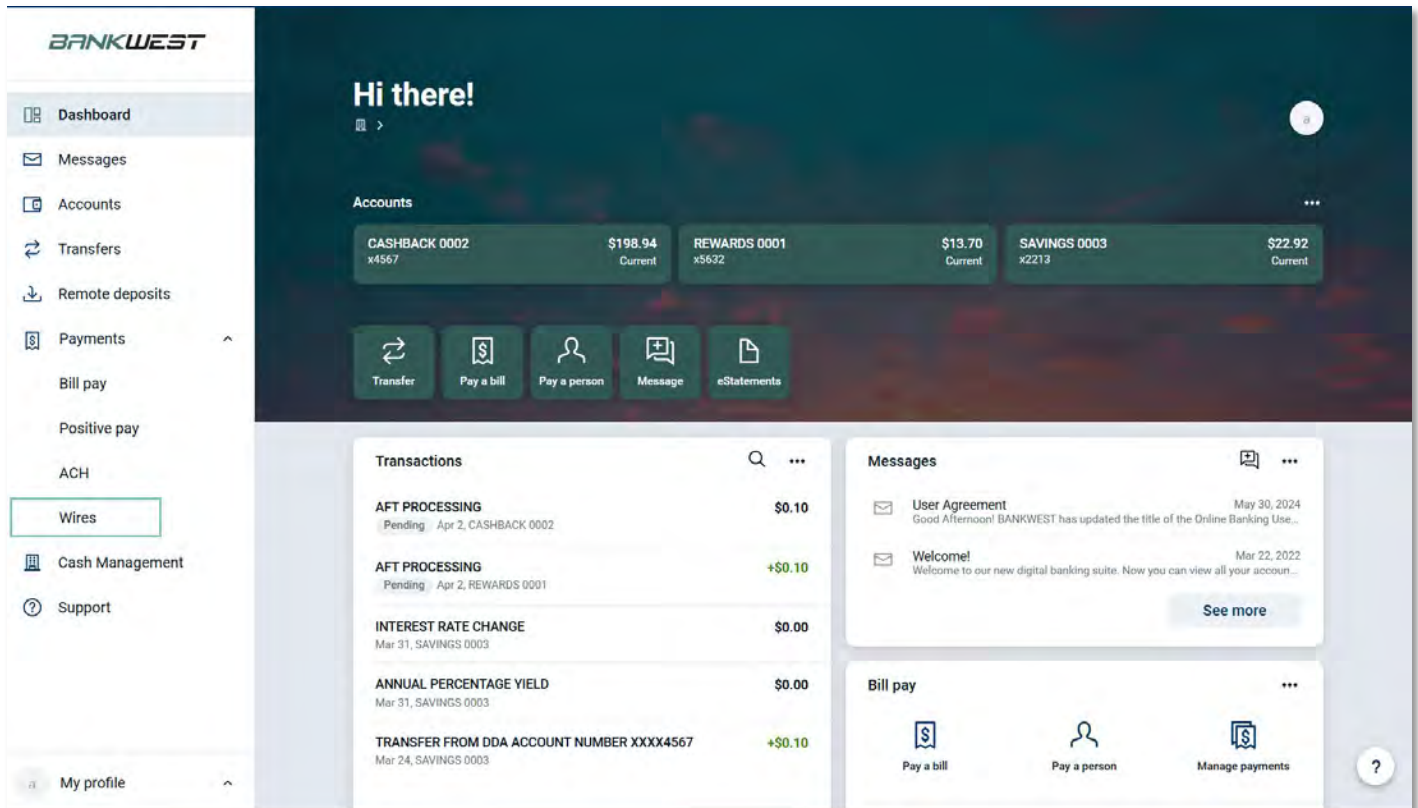 BANKWEST
Dashboard
Messages
Accounts
Transfers
Remote deposits
Payments
Bill pay
Positive pay
ACH
Wires
Cash Management
Support
a My profile
Hi there!
a
Accounts
CASHBACK 0002 $198.94
x4567 Current
REWARDS 0001 $13.70
x5632 Current
SAVINGS 0003 $22.92
x2213 Current
Transfer
Pay a bill
Pay a person
Message
eStatements
Transactions
AFT PROCESSING $0.10
Pending Apr 2, CASHBACK 0002
AFT PROCESSING +$0.10
Pending Apr 2, REWARDS 0001
INTEREST RATE CHANGE $0.00
Mar 31, SAVINGS 0003
ANNUAL PERCENTAGE YIELD $0.00
Mar 31, SAVINGS 0003
TRANSFER FROM DDA ACCOUNT NUMBER XXXX4567 +$0.10
Mar 24, SAVINGS 0003
Messages
User Agreement May 30, 2024
Good Afternoon! BANKWEST has updated the title of the Online Banking Use...
Welcome! Mar 22, 2022
Welcome to our new digital banking suite. Now you can view all your accoun...
See more
Bill pay
Pay a bill
Pay a person
Manage payments
?